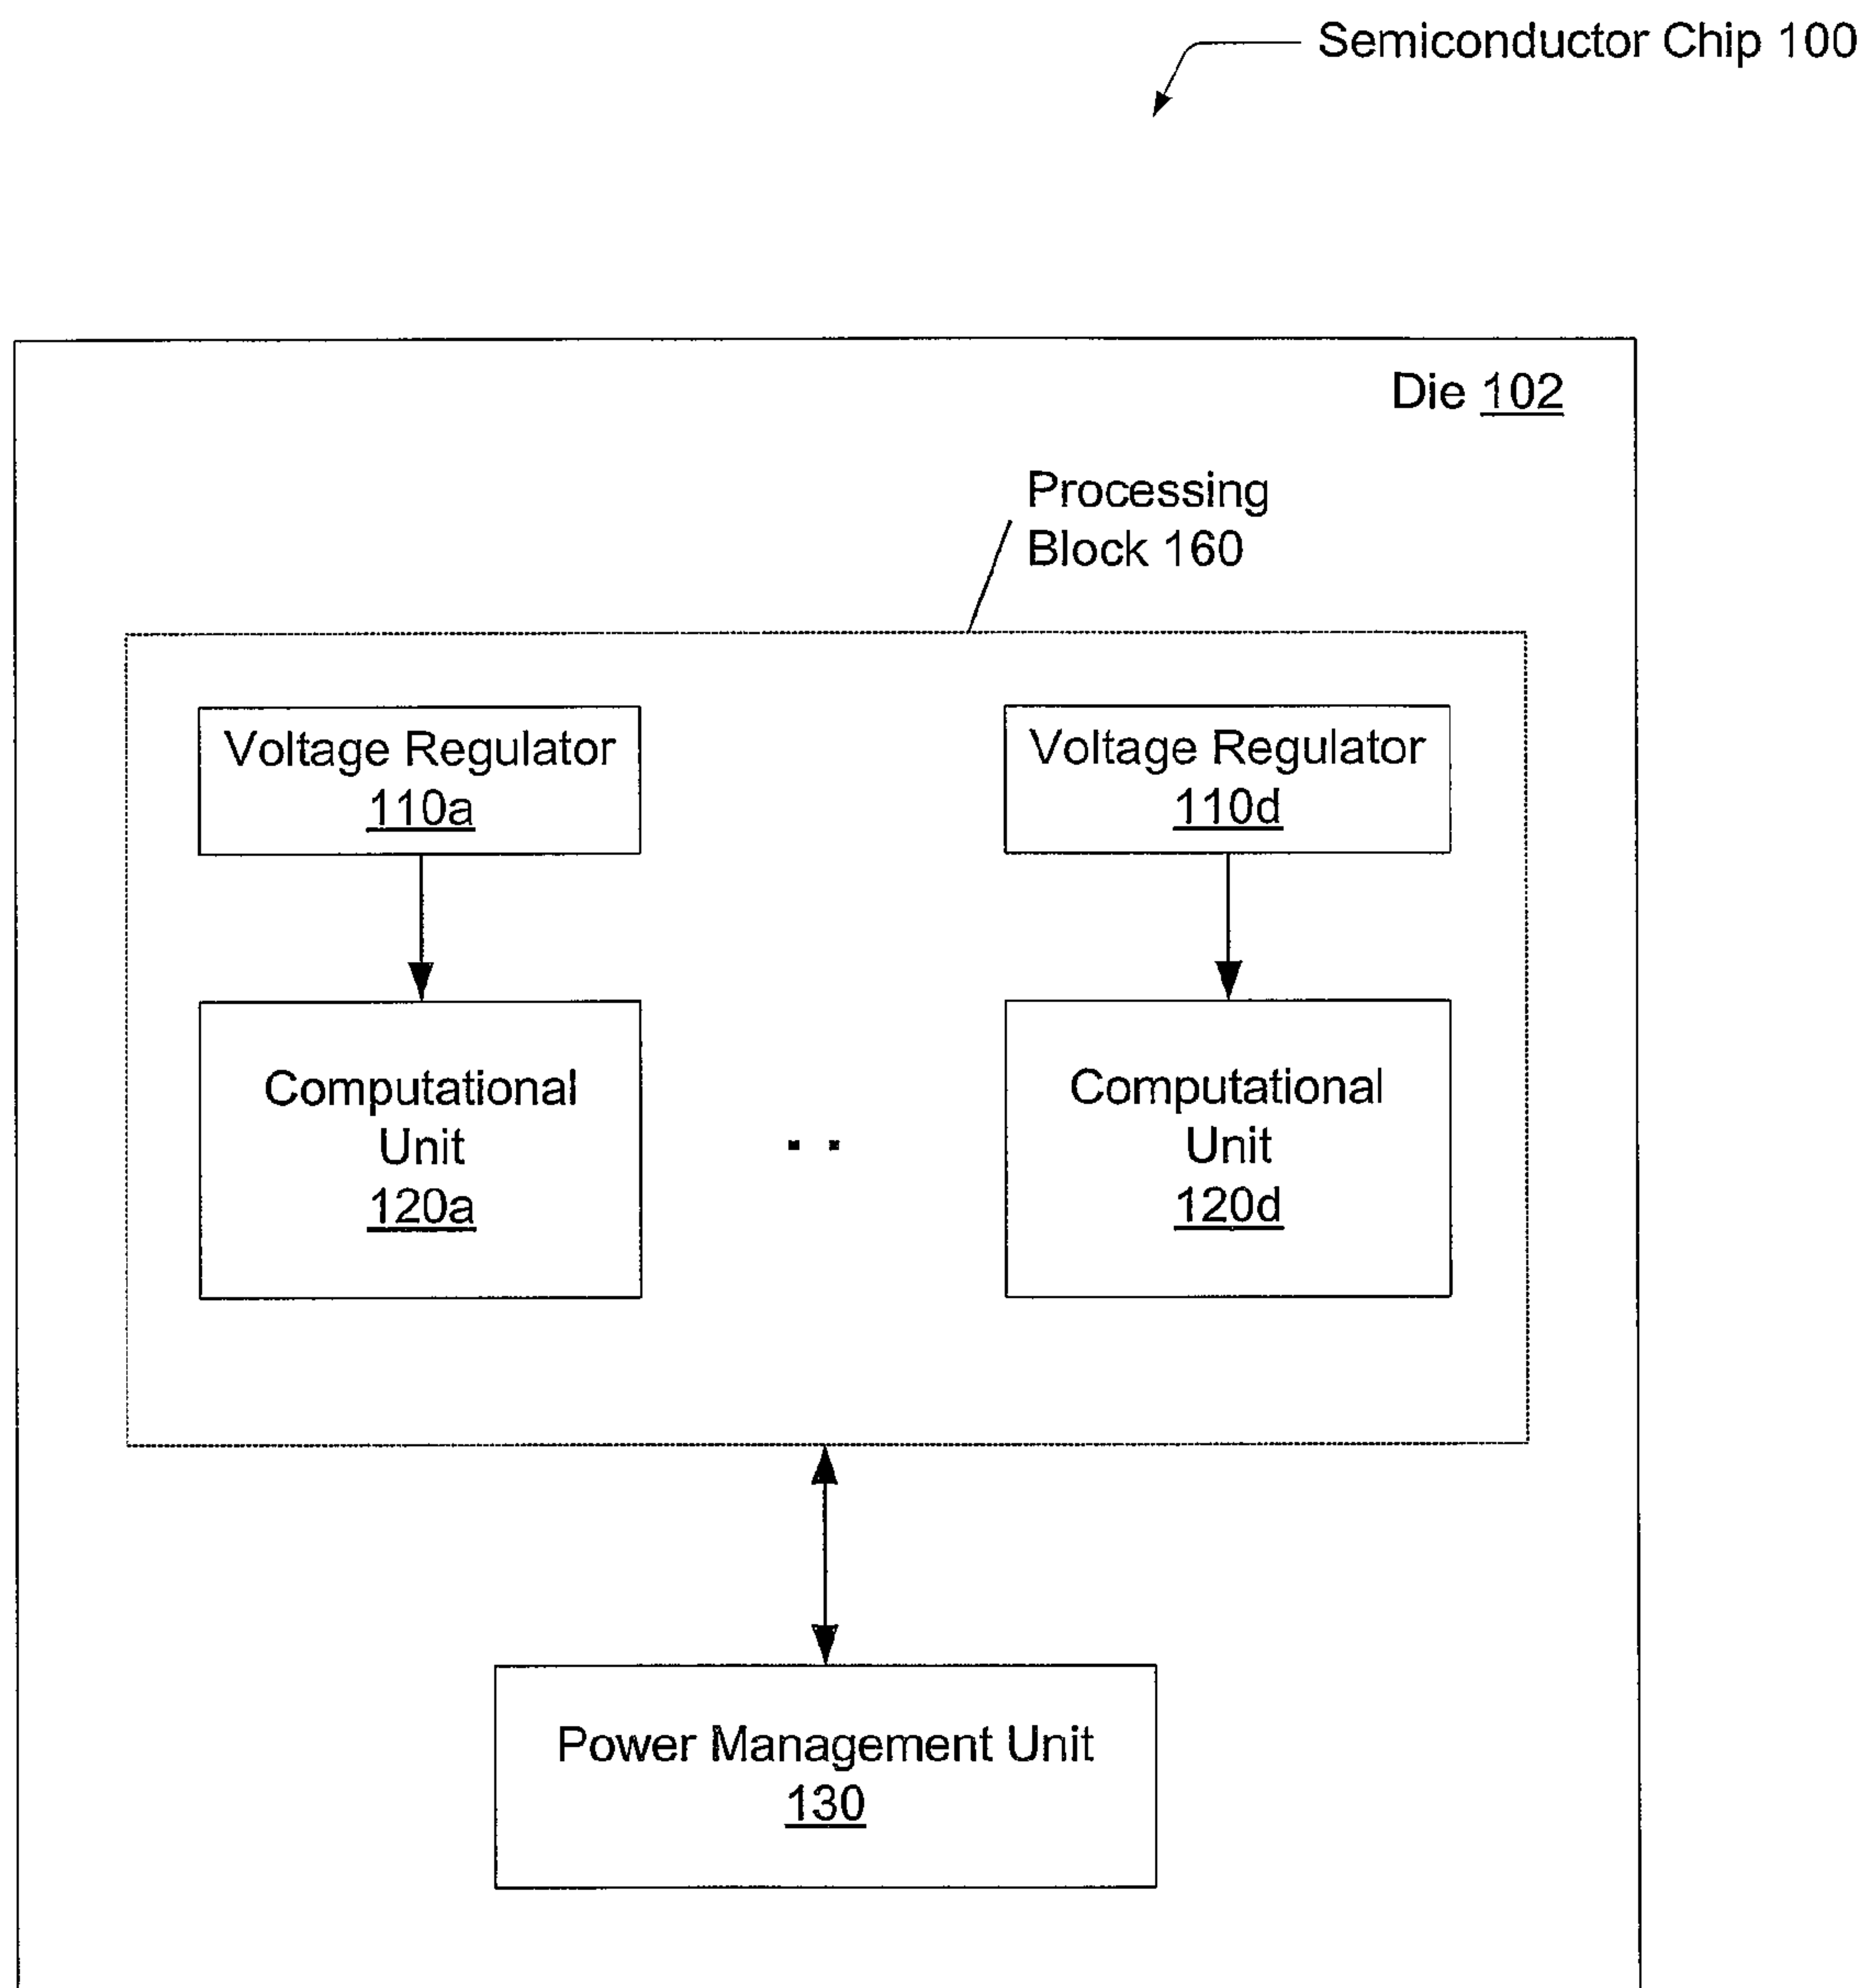 Semiconductor Chip 100
Die 102
Processing
Block 160
Voltage Regulator
110a
Voltage Regulator
110d
Computational
Unit
120a
. .
Computational
Unit
120d
Power Management Unit
130